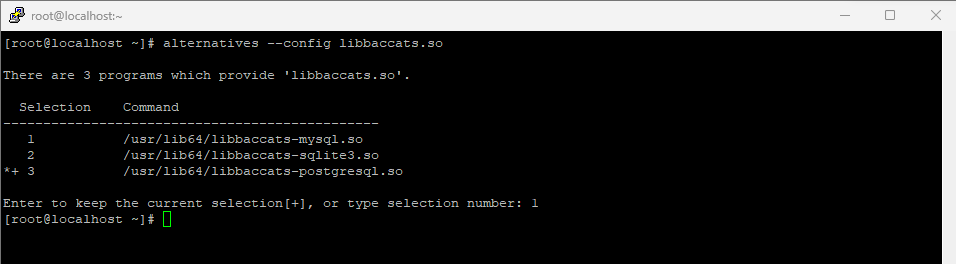 root@localhost:~
[root@localhost ~]# alternatives --config libbaccats.so
There are 3 programs which provide 'libbaccats.so'.
  Selection    Command
-----------------------------------------------
   1           /usr/lib64/libbaccats-mysql.so
   2           /usr/lib64/libbaccats-sqlite3.so
*+ 3           /usr/lib64/libbaccats-postgresql.so
Enter to keep the current selection[+], or type selection number: 1
[root@localhost ~]#